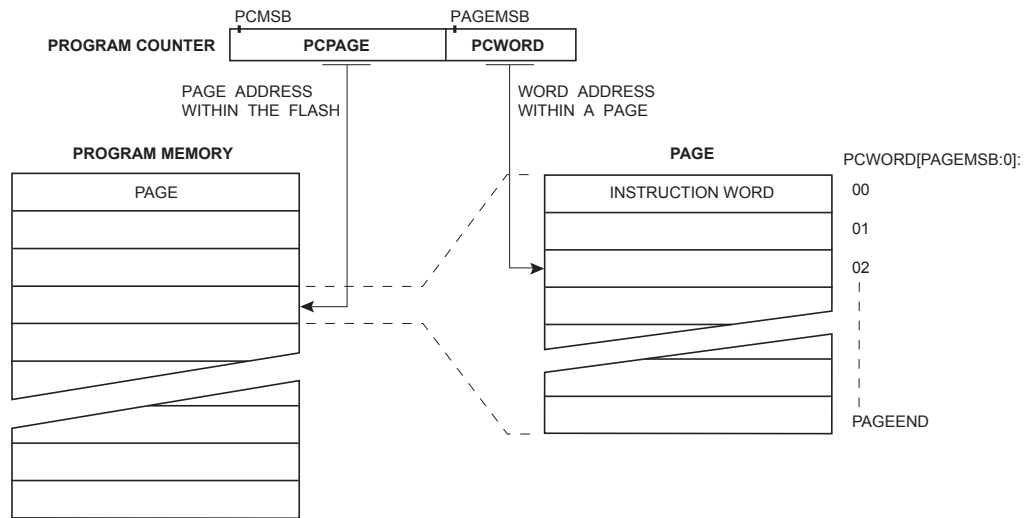 PCMSB
PAGEMSB
PROGRAM COUNTER
PCPAGE
PCWORD
PAGE ADDRESS
WITHIN THE FLASH
WORD ADDRESS
WITHIN A PAGE
PROGRAM MEMORY
PAGE
PAGE
INSTRUCTION WORD
PCWORD[PAGEMSB:0]:
00
01
02
PAGEEND